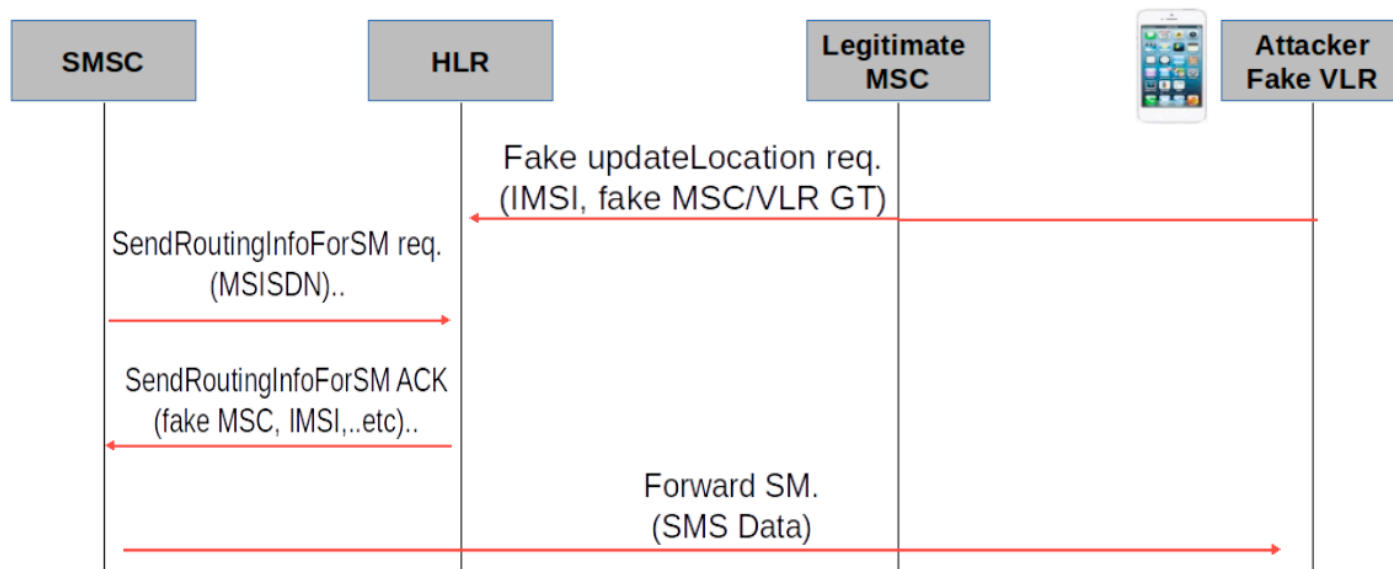 SMSC
HLR
Legitimate
MSC
Attacker
Fake VLR
Fake updateLocation req.
(IMSI, fake MSC/VLR GT)
SendRoutingInfoForSM req.
(MSISDN)..
SendRoutingInfoForSM ACK
(fake MSC, IMSI,..etc)..
Forward SM.
(SMS Data)